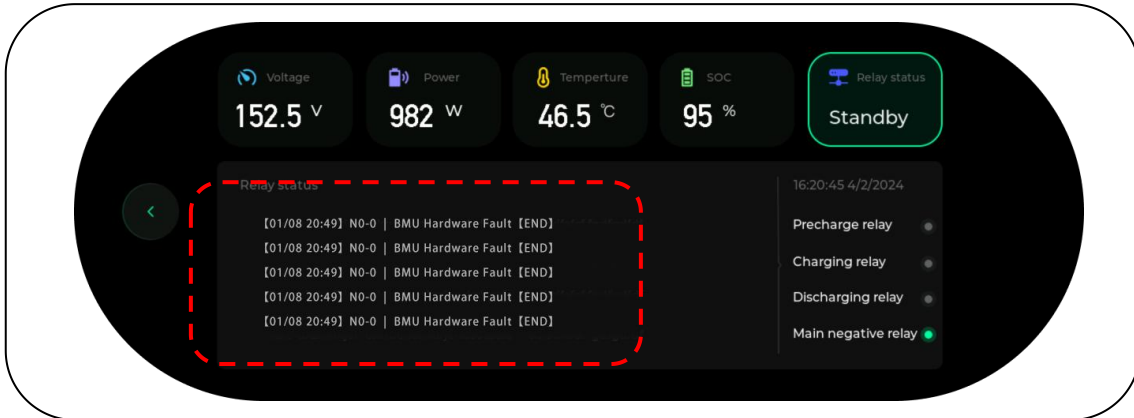 Voltage
152.5 V
Power
982 W
Temperture
46.5 ℃
SOC
95 %
Relay status
Standby
Relay status
【01/08 20:49】N0-0 | BMU Hardware Fault【END】
【01/08 20:49】N0-0 | BMU Hardware Fault【END】
【01/08 20:49】N0-0 | BMU Hardware Fault【END】
【01/08 20:49】N0-0 | BMU Hardware Fault【END】
【01/08 20:49】N0-0 | BMU Hardware Fault【END】
16:20:45 4/2/2024
Precharge relay
Charging relay
Discharging relay
Main negative relay